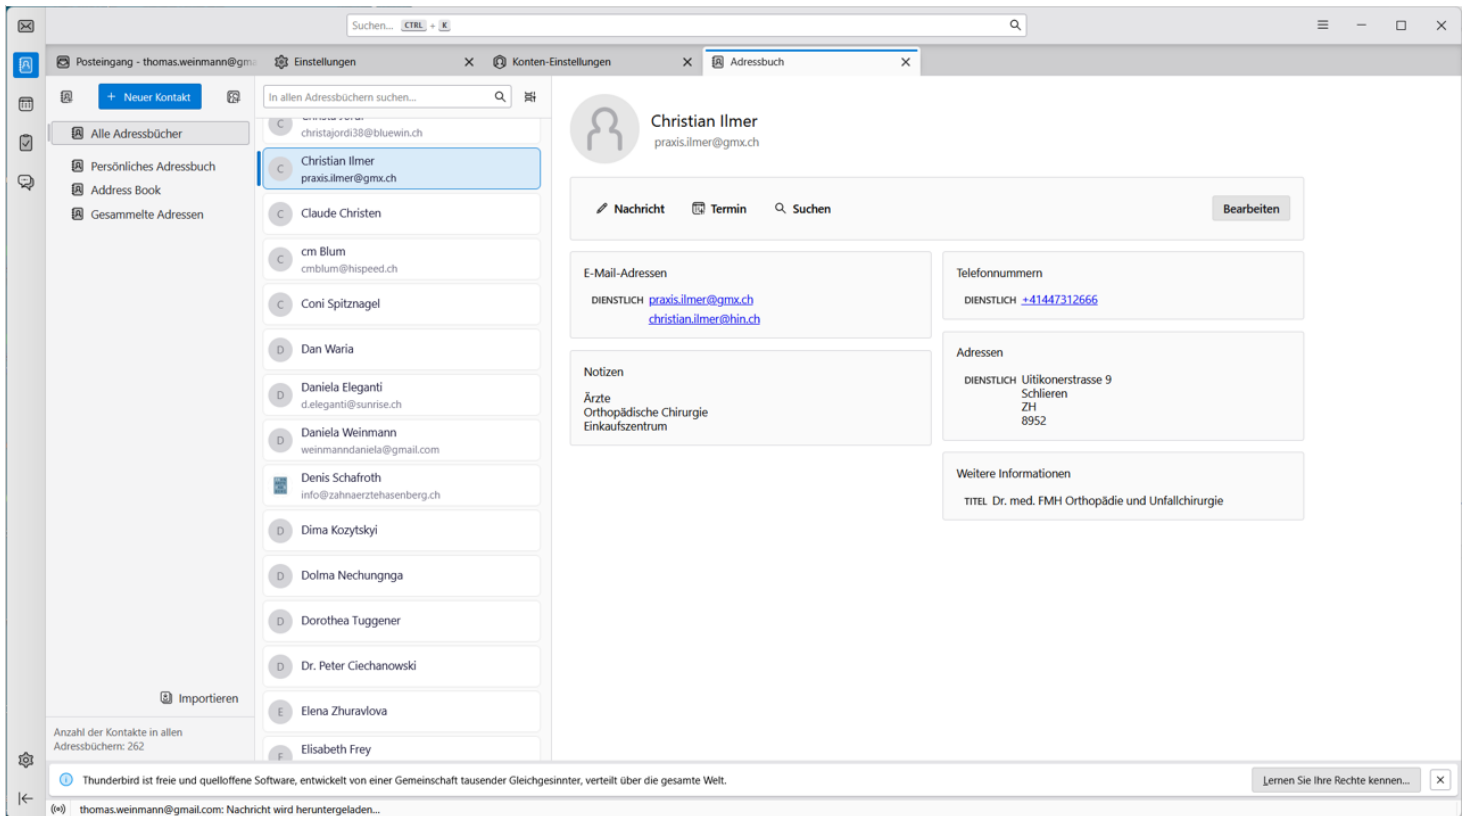 Suchen... CTRL + K
Posteingang - thomas.weinmann@gma
Einstellungen
Konten-Einstellungen
Adressbuch
+ Neuer Kontakt
Alle Adressbücher
Persönliches Adressbuch
Address Book
Gesammelte Adressen
Importieren
Anzahl der Kontakte in allen
Adressbüchern: 262
In allen Adressbüchern suchen...
C
christajordi38@bluewin.ch
C
Christian Ilmer
praxis.ilmer@gmx.ch
C
Claude Christen
C
cm Blum
cmblum@hispeed.ch
C
Coni Spitznagel
D
Dan Waria
D
Daniela Eleganti
d.eleganti@sunrise.ch
D
Daniela Weinmann
weinmanndaniela@gmail.com
Denis Schafroth
info@zahnaerztehasenberg.ch
D
Dima Kozytskyi
D
Dolma Nechungnga
D
Dorothea Tuggener
D
Dr. Peter Ciechanowski
E
Elena Zhuravlova
E
Elisabeth Frey
Christian Ilmer
praxis.ilmer@gmx.ch
Nachricht
Termin
Suchen
Bearbeiten
E-Mail-Adressen
DIENSTLICH praxis.ilmer@gmx.ch
christian.ilmer@hin.ch
Notizen
Ärzte
Orthopädische Chirurgie
Einkaufszentrum
Telefonnummern
DIENSTLICH +41447312666
Adressen
DIENSTLICH Uitikonerstrasse 9
Schlieren
ZH
8952
Weitere Informationen
TITEL Dr. med. FMH Orthopädie und Unfallchirurgie
Thunderbird ist freie und quelloffene Software, entwickelt von einer Gemeinschaft tausender Gleichgesinnter, verteilt über die gesamte Welt.
Lernen Sie Ihre Rechte kennen...
thomas.weinmann@gmail.com: Nachricht wird heruntergeladen...